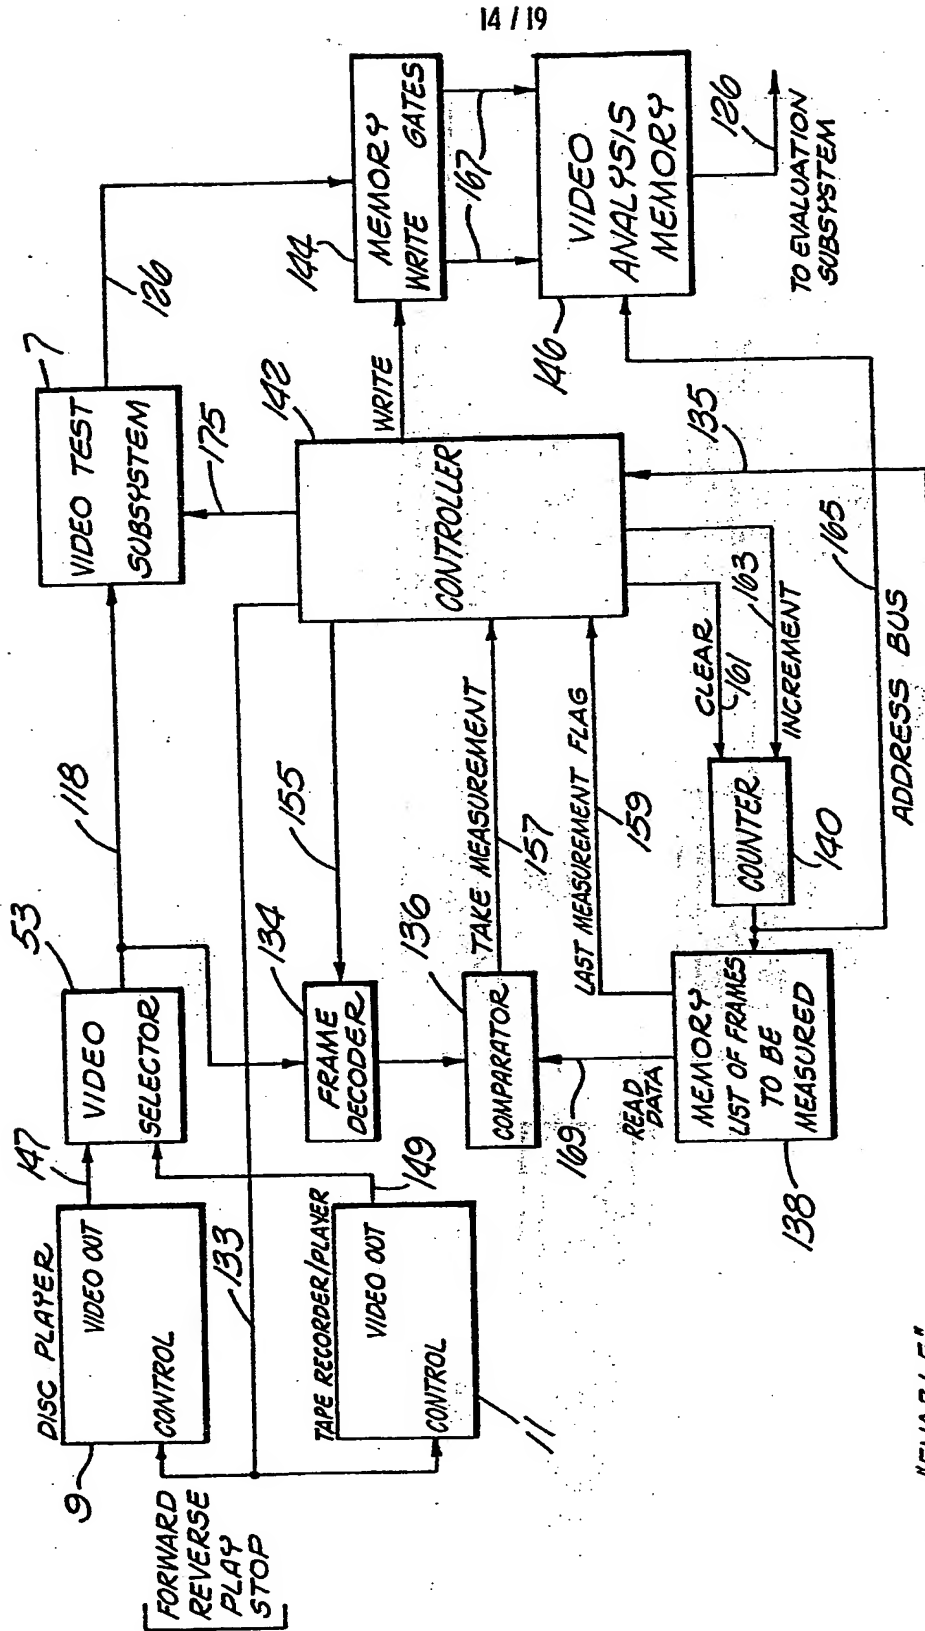 14 / 19
DISC PLAYER
9
VIDEO OUT
CONTROL
147
53
VIDEO
SELECTOR
118
7
VIDEO TEST
SUBSYSTEM
126
175
FORWARD
REVERSE
PLAY
STOP
133
TAPE RECORDER/PLAYER
VIDEO OUT
CONTROL
11
149
134
FRAME
DECODER
155
142
CONTROLLER
WRITE
144
MEMORY
WRITE GATES
167
136
COMPARATOR
TAKE MEASUREMENT
157
169
READ
DATA
LAST MEASUREMENT FLAG
159
146
VIDEO
ANALYSIS
MEMORY
126
TO EVALUATION
SUBSYSTEM
138
MEMORY
LIST OF FRAMES
TO BE
MEASURED
COUNTER
140
CLEAR
161
163
INCREMENT
135
165
ADDRESS BUS